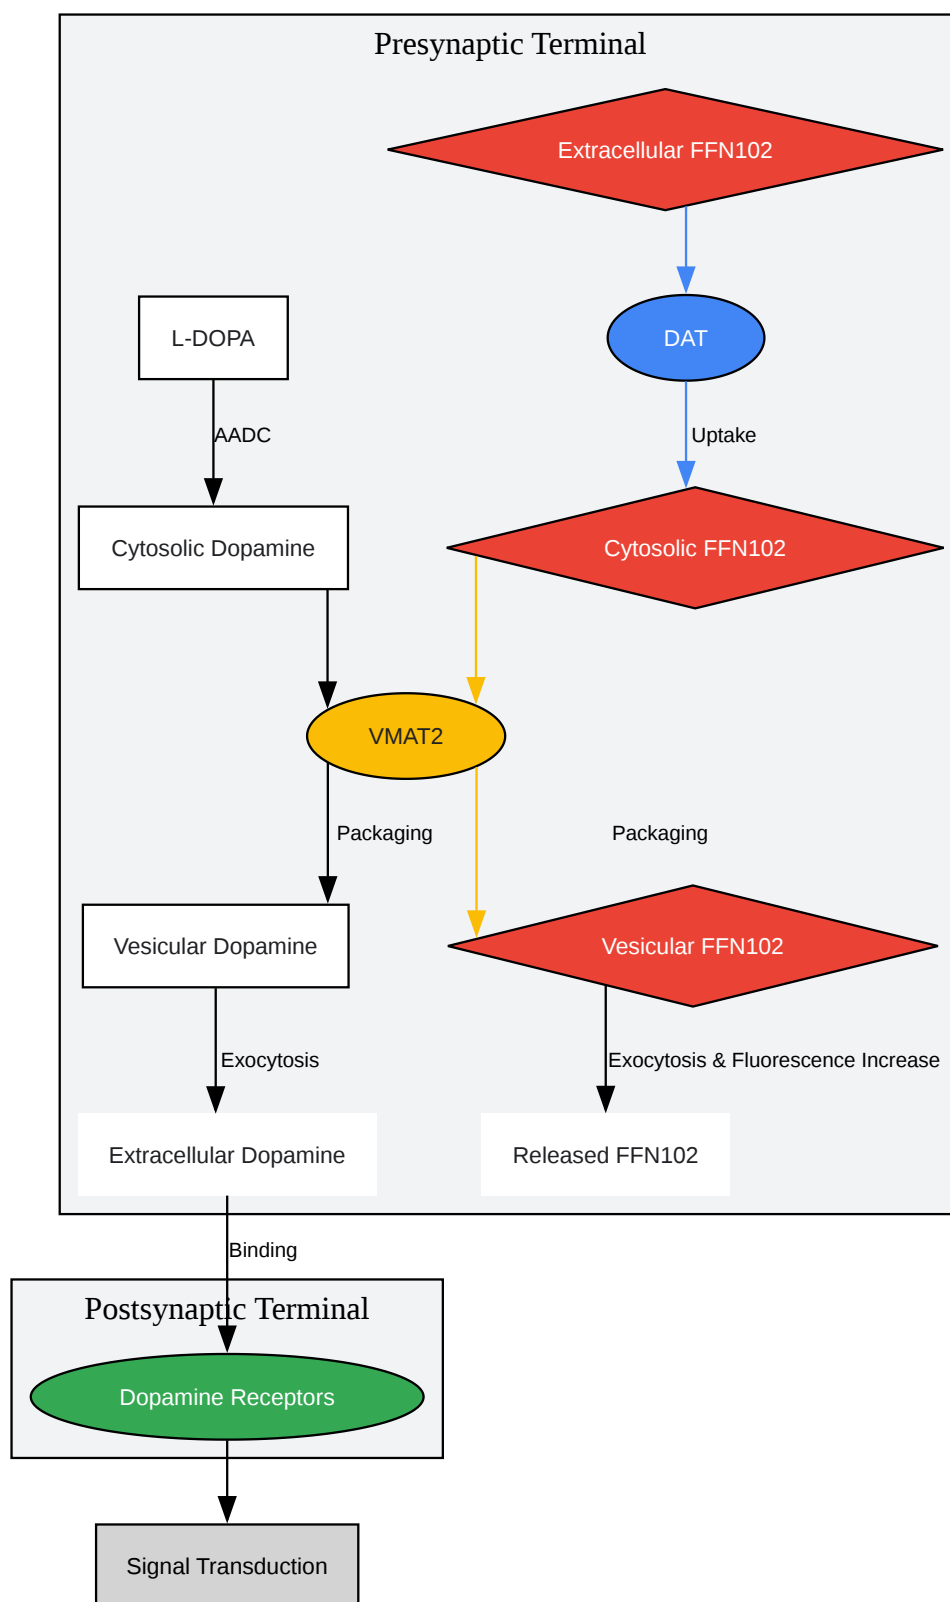 Presynaptic Terminal
Extracellular FFN102
L-DOPA
DAT
AADC
Uptake
Cytosolic Dopamine
Cytosolic FFN102
VMAT2
Packaging
Packaging
Vesicular Dopamine
Vesicular FFN102
Exocytosis
Exocytosis & Fluorescence Increase
Extracellular Dopamine
Released FFN102
Binding
Postsynaptic Terminal
Dopamine Receptors
Signal Transduction